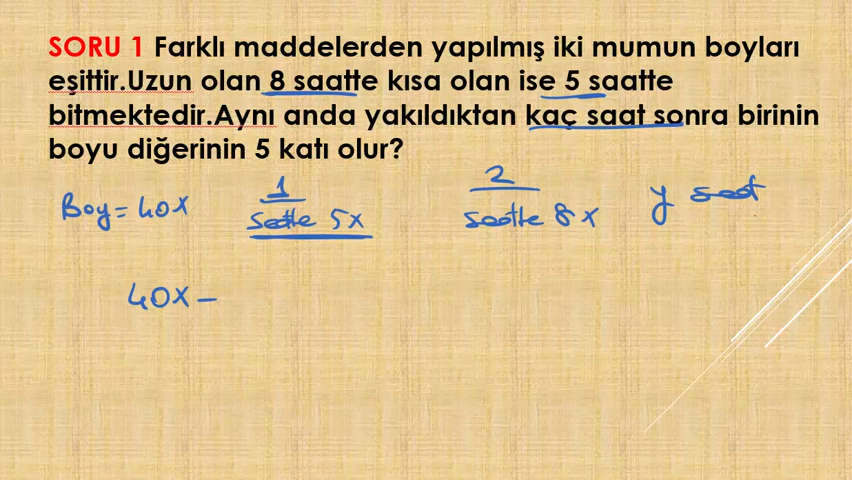 SORU 1 Farklı maddelerden yapılmış iki mumun boyları
eşittir.Uzun olan 8 saatte kısa olan ise 5 saatte
bitmektedir.Aynı anda yakıldıktan kaç saat sonra birinin
boyu diğerinin 5 katı olur?
1 2
Boy = 40x saatte 5x saatte 8x y saat
40x –